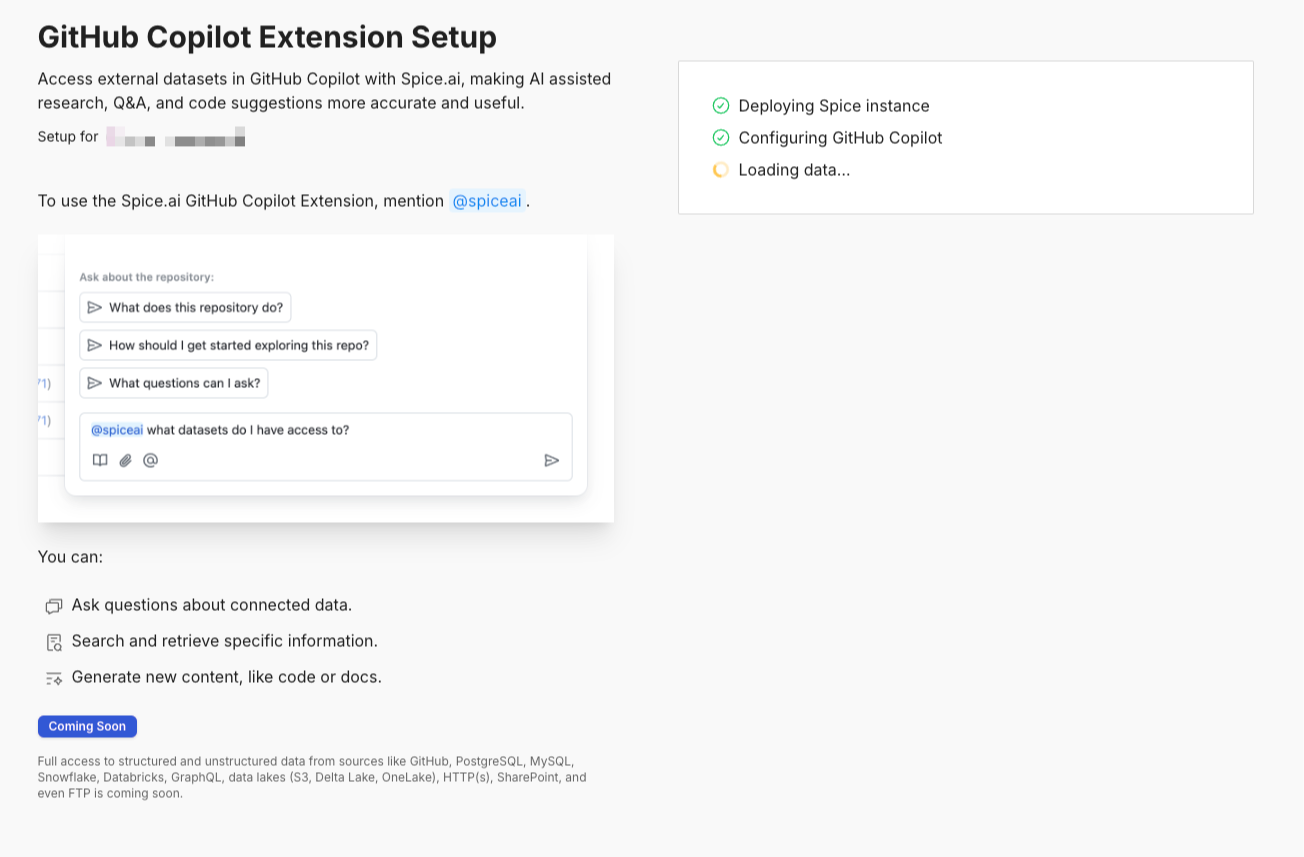 GitHub Copilot Extension Setup
Access external datasets in GitHub Copilot with Spice.ai, making AI assisted
research, Q&A, and code suggestions more accurate and useful.
Setup for
To use the Spice.ai GitHub Copilot Extension, mention @spiceai.
Ask about the repository:
What does this repository do?
How should I get started exploring this repo?
What questions can I ask?
71)
71)
@spiceai what datasets do I have access to?
You can:
Ask questions about connected data.
Search and retrieve specific information.
Generate new content, like code or docs.
Coming Soon
Full access to structured and unstructured data from sources like GitHub, PostgreSQL, MySQL,
Snowflake, Databricks, GraphQL, data lakes (S3, Delta Lake, OneLake), HTTP(s), SharePoint, and
even FTP is coming soon.
Deploying Spice instance
Configuring GitHub Copilot
Loading data...